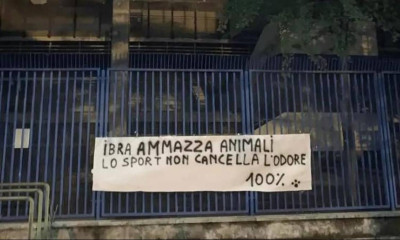 IBRA AMMAZZA ANIMALI
LO SPORT NON CANCELLA L'ODORE
100%